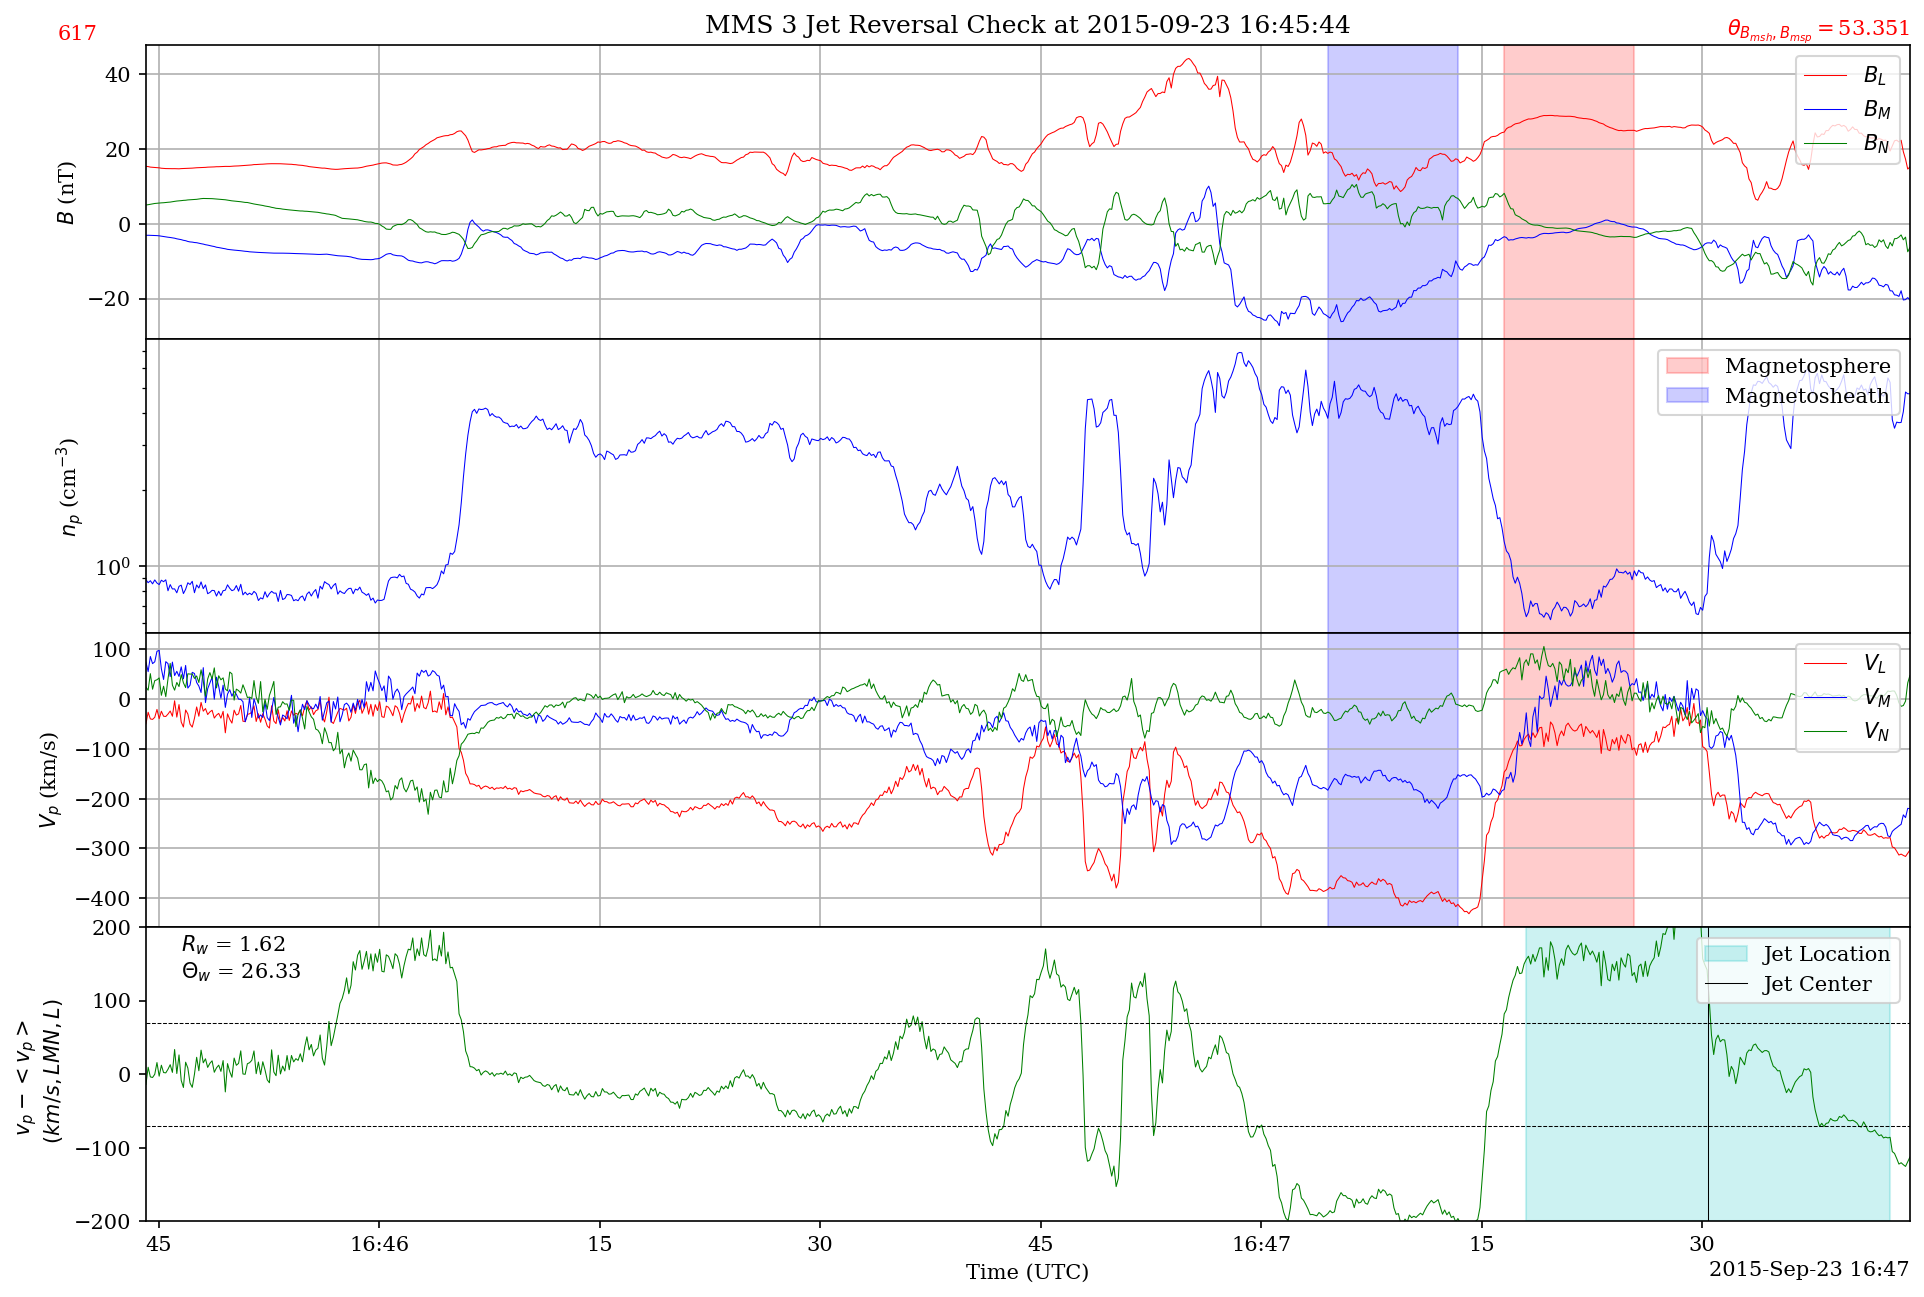 MMS 3 Jet Reversal Check at 2015-09-23 16:45:44
617
θ_{B_{msh}, B_{msp}} = 53.351
40
20
0
−20
B (nT)
B_L
B_M
B_N
10^0
n_p (cm^{−3})
Magnetosphere
Magnetosheath
100
0
−100
−200
−300
−400
V_p (km/s)
V_L
V_M
V_N
200
100
0
−100
−200
v_p − < v_p >
(km/s, LMN, L)
R_w = 1.62
Θ_w = 26.33
Jet Location
Jet Center
45
16:46
15
30
45
16:47
15
30
Time (UTC)
2015-Sep-23 16:47